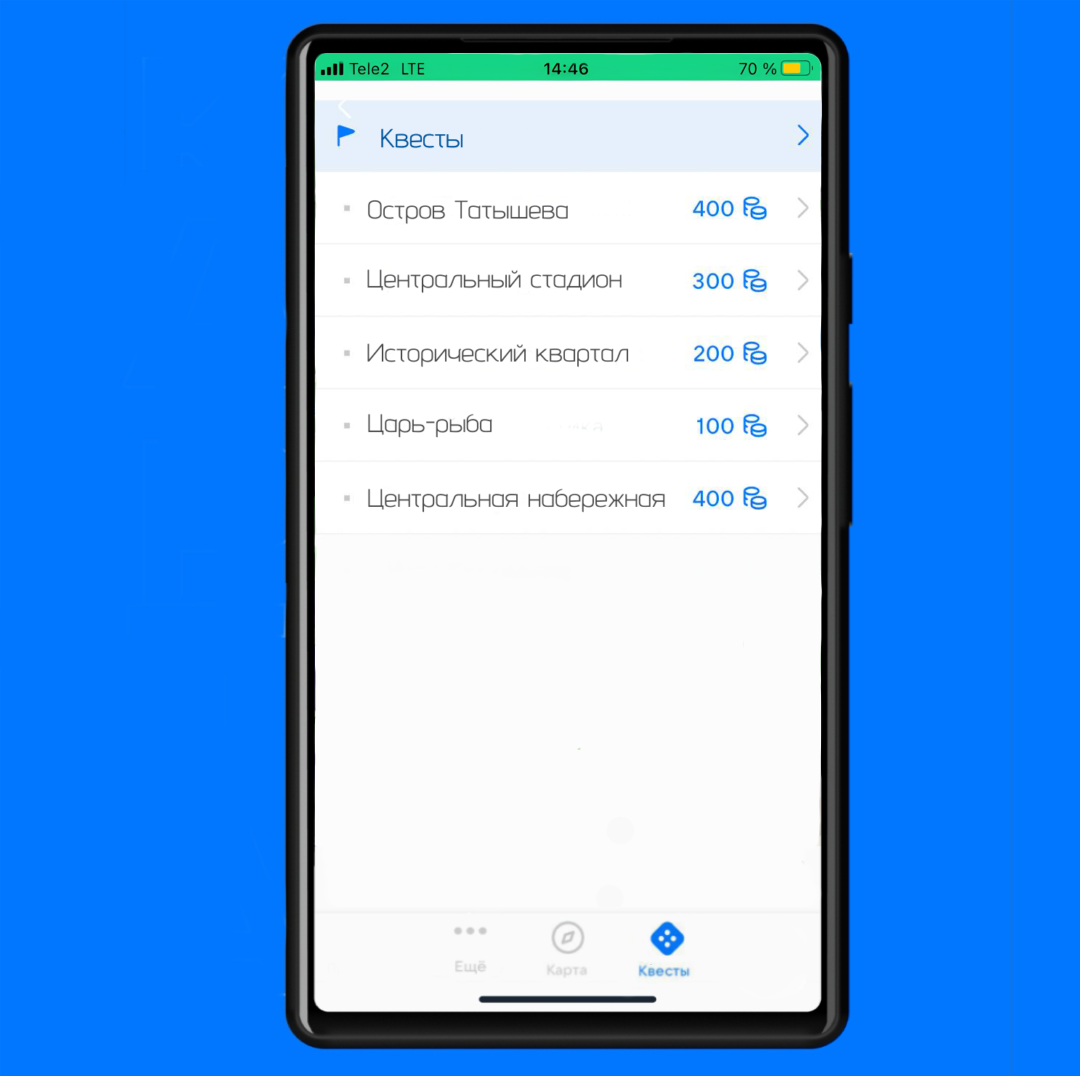 Tele2 LTE 14:46 70 %
Квесты
Остров Татышева 400
Центральный стадион 300
Исторический квартал 200
Царь-рыба 100
Центральная набережная 400
Ещё Карта Квесты